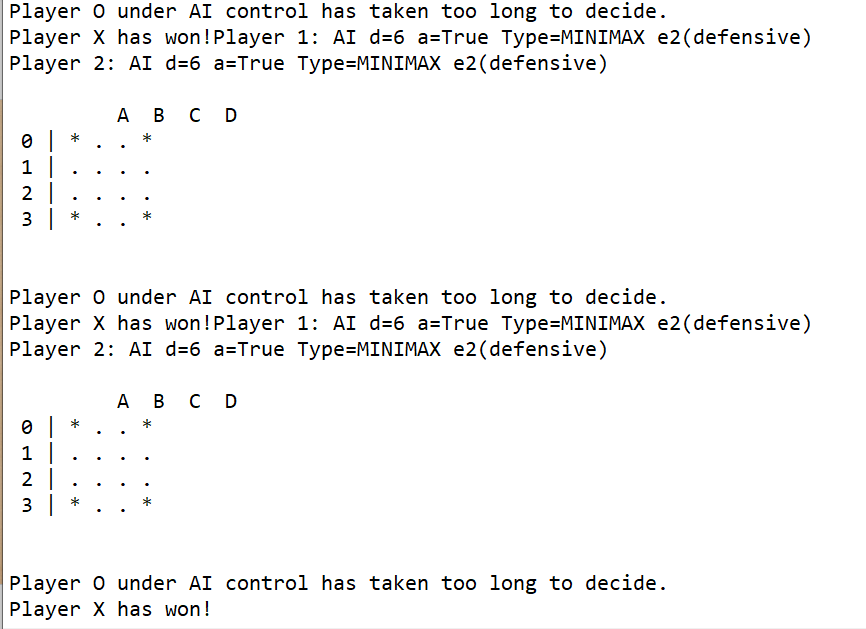 Player O under AI control has taken too long to decide.
Player X has won!Player 1: AI d=6 a=True Type=MINIMAX e2(defensive)
Player 2: AI d=6 a=True Type=MINIMAX e2(defensive)
A B C D
0 | * . . *
1 | . . . .
2 | . . . .
3 | * . . *
Player O under AI control has taken too long to decide.
Player X has won!Player 1: AI d=6 a=True Type=MINIMAX e2(defensive)
Player 2: AI d=6 a=True Type=MINIMAX e2(defensive)
A B C D
0 | * . . *
1 | . . . .
2 | . . . .
3 | * . . *
Player O under AI control has taken too long to decide.
Player X has won!